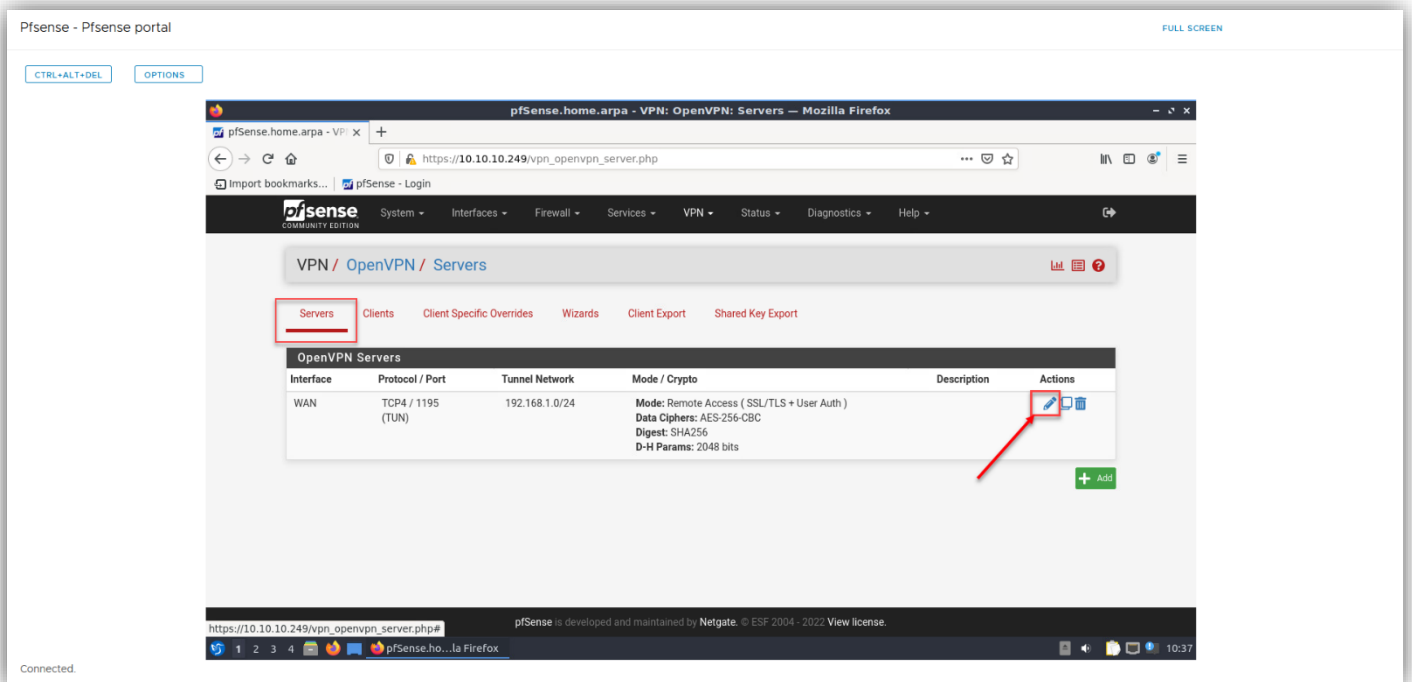 Pfsense - Pfsense portal
FULL SCREEN
CTRL+ALT+DEL OPTIONS
pfSense.home.arpa - VPN: OpenVPN: Servers — Mozilla Firefox
pfSense.home.arpa - VP
https://10.10.10.249/vpn_openvpn_server.php
Import bookmarks... pfSense - Login
pfsense System Interfaces Firewall Services VPN Status Diagnostics Help
COMMUNITY EDITION
VPN / OpenVPN / Servers
Servers Clients Client Specific Overrides Wizards Client Export Shared Key Export
OpenVPN Servers
Interface Protocol / Port Tunnel Network Mode / Crypto Description Actions
WAN TCP4 / 1195 192.168.1.0/24 Mode: Remote Access ( SSL/TLS + User Auth )
(TUN) Data Ciphers: AES-256-CBC
Digest: SHA256
D-H Params: 2048 bits
+ Add
pfSense is developed and maintained by Netgate. © ESF 2004 - 2022 View license.
https://10.10.10.249/vpn_openvpn_server.php#
1 2 3 4 pfSense.ho...la Firefox 10:37
Connected.